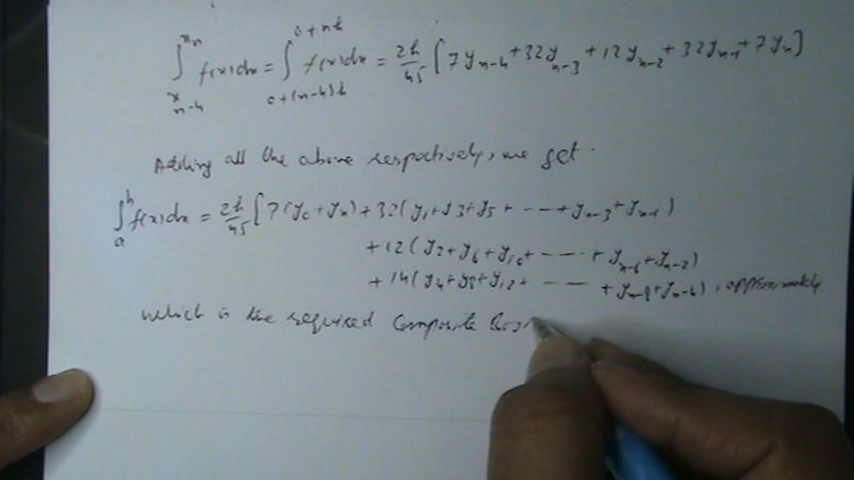 ∫_{x_{n-4}}^{x_n} f(x)dx = ∫_{a+(n-4)h}^{a+nh} f(x)dx = 2h/45 [7y_{n-4} + 32y_{n-3} + 12y_{n-2} + 32y_{n-1} + 7y_n]
Adding all the above respectively, we get.
∫_a^b f(x)dx = 2h/45 [7(y_0 + y_n) + 32(y_1 + y_3 + y_5 + ---- + y_{n-3} + y_{n-1})
+ 12(y_2 + y_6 + y_{10} + --- -- + y_{n-6} + y_{n-2})
+ 14(y_4 + y_8 + y_{12} + --- --- + y_{n-8} + y_{n-4}), approximately
which is the required Composite